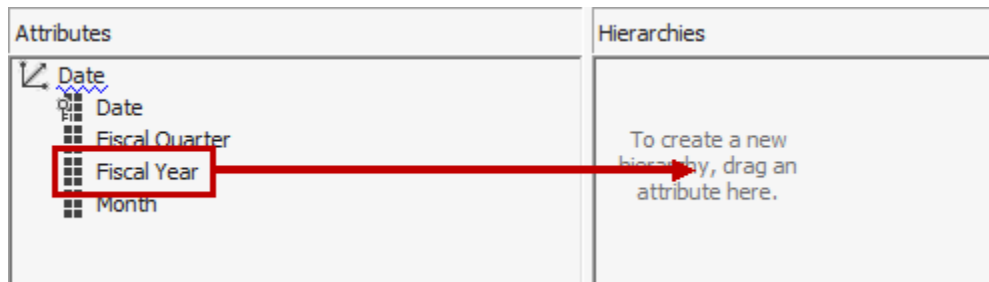 Attributes
Hierarchies
Date
Date
Fiscal Quarter
Fiscal Year
Month
To create a new
hierarchy, drag an
attribute here.